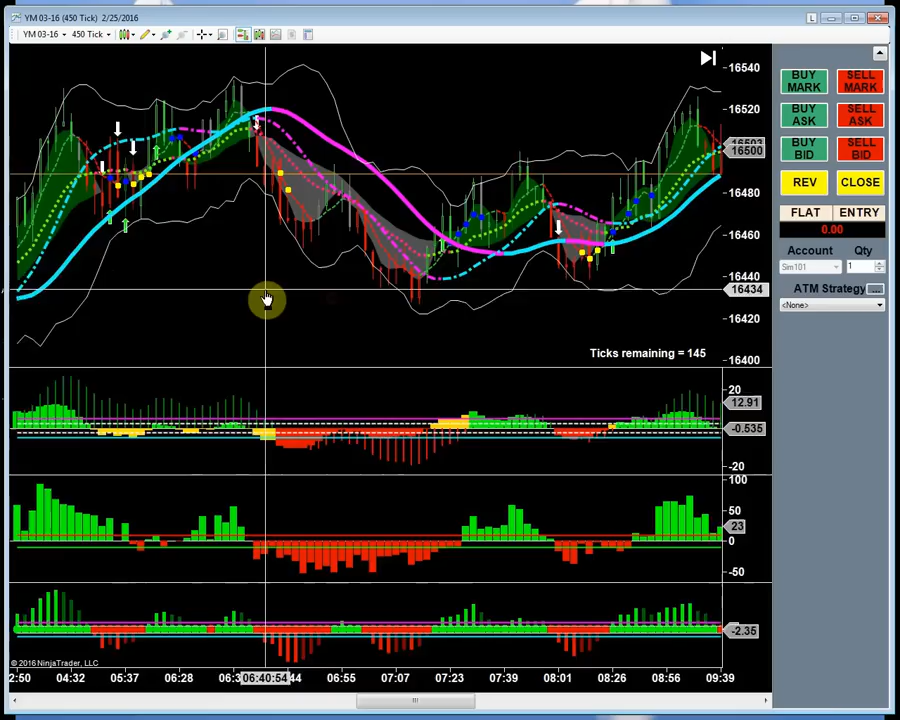 YM 03-16 (450 Tick) 2/25/2016
L
YM 03-16 450 Tick
16540
16520
16503
16500
16480
16460
16440
16434
16420
16400
Ticks remaining = 145
20
12.91
-0.535
-20
100
50
23
0
-50
-2.35
© 2016 NinjaTrader, LLC
2:50 04:32 05:37 06:28 06:3 06:40:54 44 06:55 07:07 07:23 07:39 08:01 08:26 08:56 09:39
BUY MARK
SELL MARK
BUY ASK
SELL ASK
BUY BID
SELL BID
REV
CLOSE
FLAT ENTRY
0.00
Account Qty
Sim101 1
ATM Strategy ...
<None>